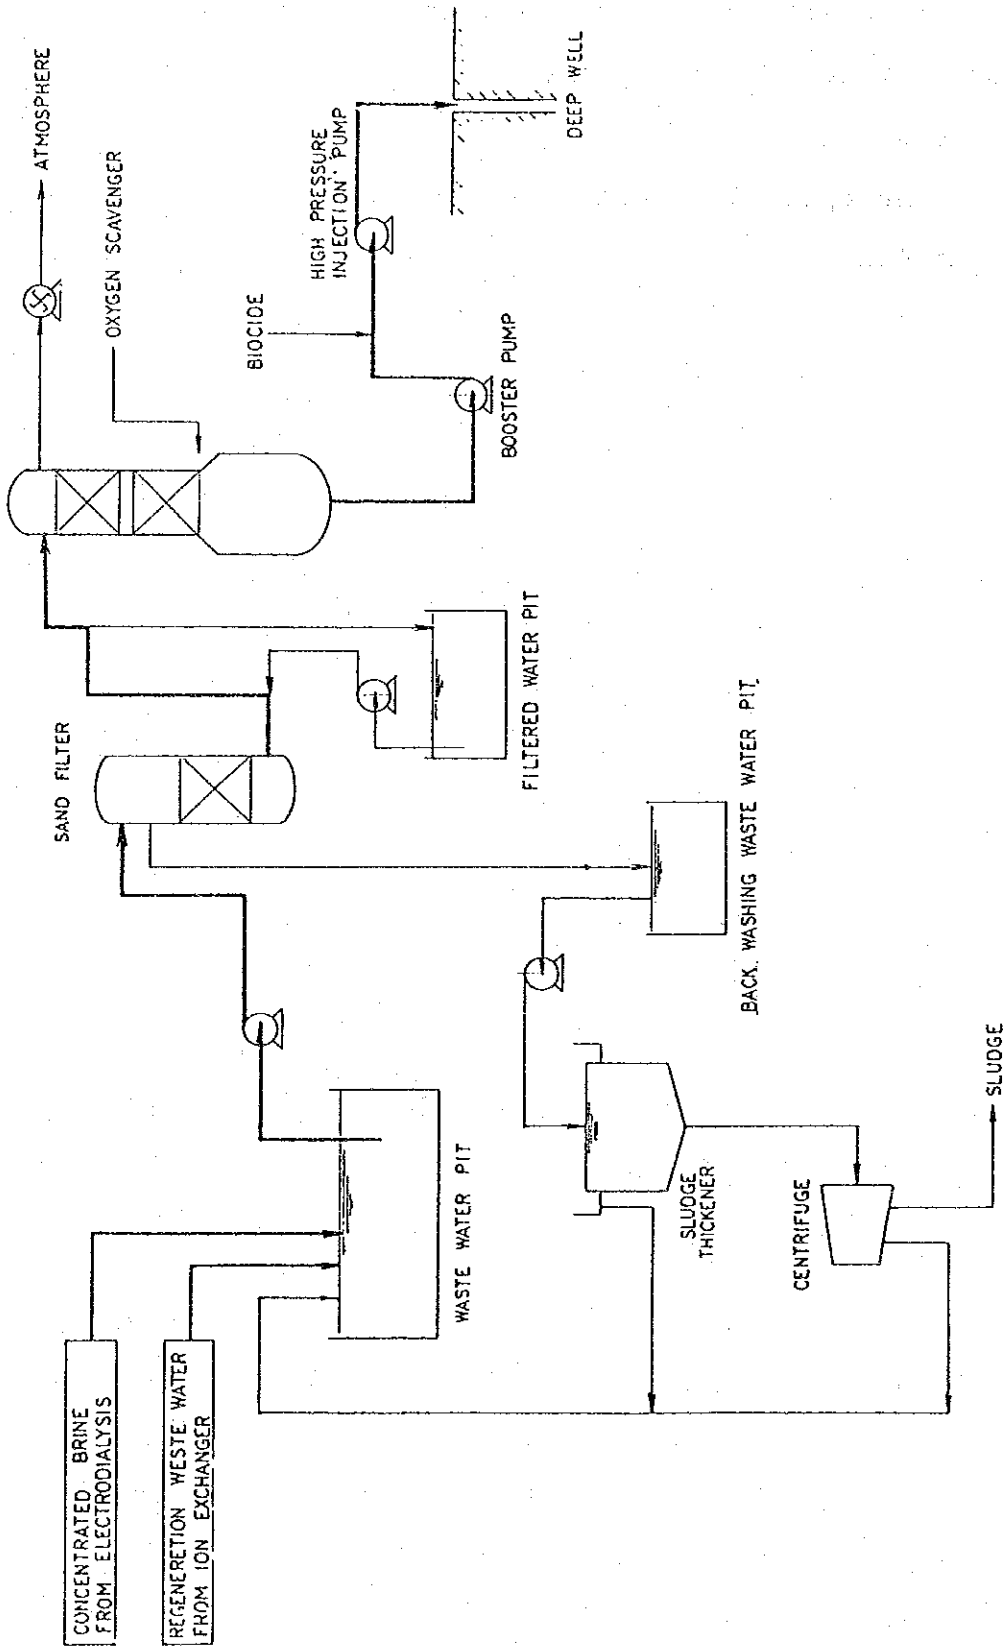 CONCENTRATED BRINE
FROM ELECTRODIALYSIS
REGENERETION WESTE WATER
FROM ION EXCHANGER
WASTE WATER PIT
SLUDGE
THICKENER
CENTRIFUGE
SLUDGE
BACK WASHING WASTE WATER PIT
SAND FILTER
FILTERED WATER PIT
ATMOSPHERE
OXYGEN SCAVENGER
BIOCIDE
BOOSTER PUMP
HIGH PRESSURE
INJECTION PUMP
DEEP WELL